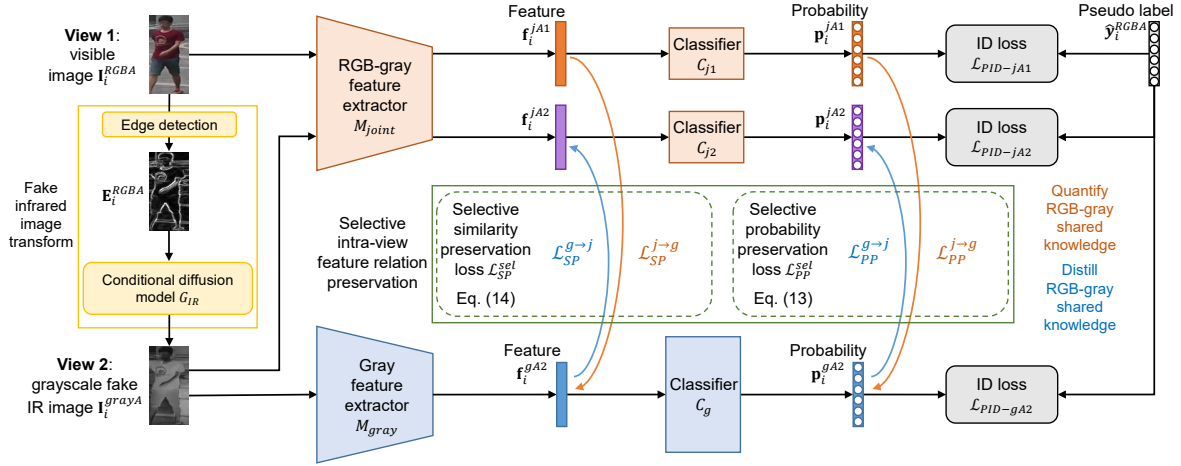 View 1:
visible
image I_i^{RGBA}
Edge detection
E_i^{RGBA}
Fake
infrared
image
transform
Conditional diffusion
model G_{IR}
View 2:
grayscale fake
IR image I_i^{grayA}
RGB-gray
feature
extractor
M_{joint}
Feature
f_i^{jA1}
Classifier
C_{j1}
Probability
p_i^{jA1}
ID loss
ℒ_{PID-jA1}
Pseudo label
ŷ_i^{RGBA}
f_i^{jA2}
Classifier
C_{j2}
p_i^{jA2}
ID loss
ℒ_{PID-jA2}
Selective
intra-view
feature relation
preservation
Selective
similarity
preservation
loss ℒ_{SP}^{sel}
Eq. (14)
ℒ_{SP}^{g→j}
ℒ_{SP}^{j→g}
Selective
probability
preservation
loss ℒ_{PP}^{sel}
Eq. (13)
ℒ_{PP}^{g→j}
ℒ_{PP}^{j→g}
Quantify
RGB-gray
shared
knowledge
Distill
RGB-gray
shared
knowledge
Gray
feature
extractor
M_{gray}
Feature
f_i^{gA2}
Classifier
C_g
Probability
p_i^{gA2}
ID loss
ℒ_{PID-gA2}